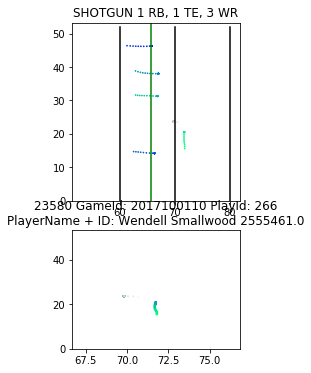 SHOTGUN 1 RB, 1 TE, 3 WR
50
40
30
20
10
0
60 70 80
23580 GameId: 2017100110 PlayId: 266
PlayerName + ID: Wendell Smallwood 2555461.0
40
20
0
67.5 70.0 72.5 75.0